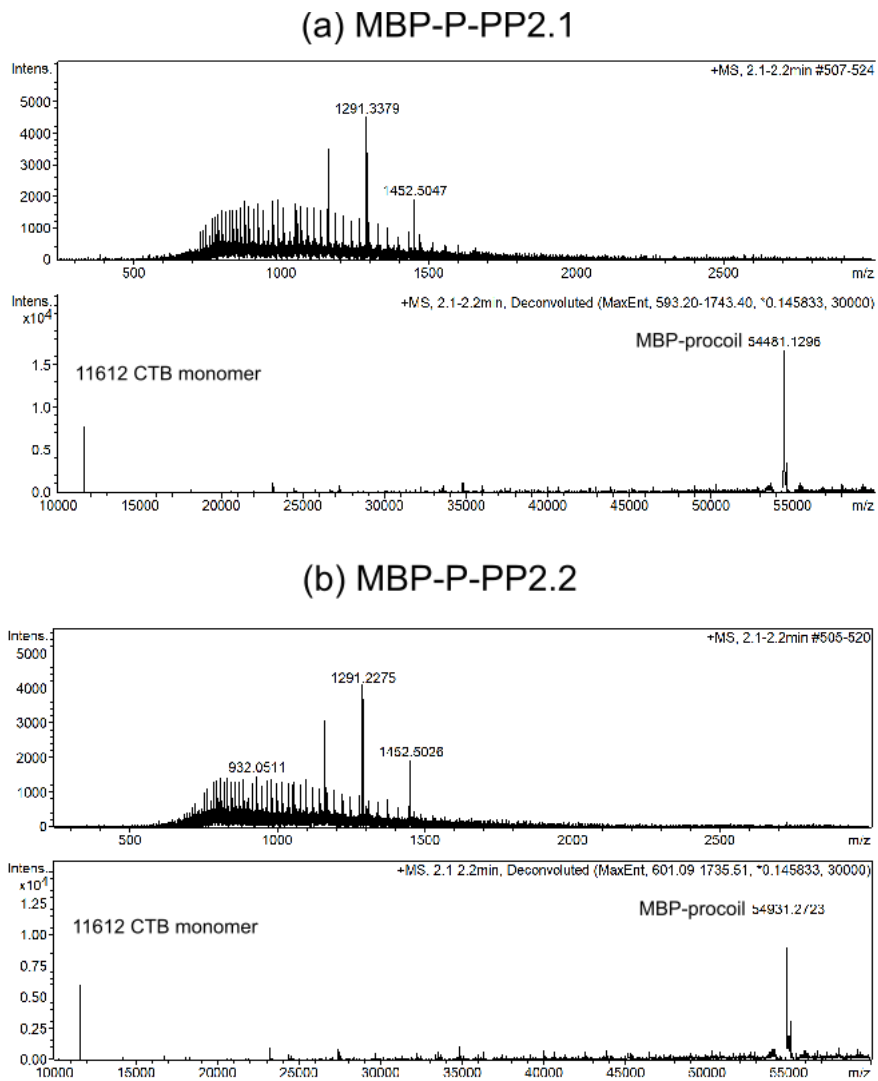 (a) MBP-P-PP2.1
Intens.
+MS, 2.1-2.2min #507-524
5000
4000
3000
2000
1000
0
1291.3379
1452.5047
500 1000 1500 2000 2500 m/z
Intens.
x10⁴
+MS, 2.1-2.2min, Deconvoluted (MaxEnt, 593.20-1743.40, *0.145833, 30000)
MBP-procoil 54481.1296
11612 CTB monomer
1.5
1.0
0.5
0.0
10000 15000 20000 25000 30000 35000 40000 45000 50000 55000 m/z
(b) MBP-P-PP2.2
Intens.
+MS, 2.1-2.2min #505-520
5000
4000
3000
2000
1000
0
1291.2275
1452.5026
932.0511
500 1000 1500 2000 2500 m/z
Intens.
x10⁴
+MS, 2.1 2.2min, Deconvoluted (MaxEnt, 601.09 1735.51, *0.145833, 30000)
MBP-procoil 54931.2723
11612 CTB monomer
1.25
1.00
0.75
0.50
0.25
0.00
10000 15000 20000 25000 30000 35000 40000 45000 50000 55000 m/z